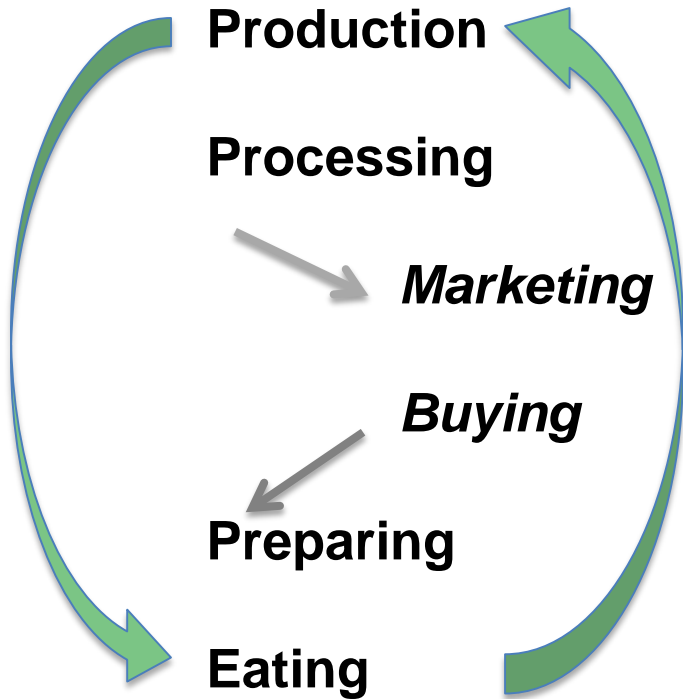 Production
Processing
Marketing
Buying
Preparing
Eating